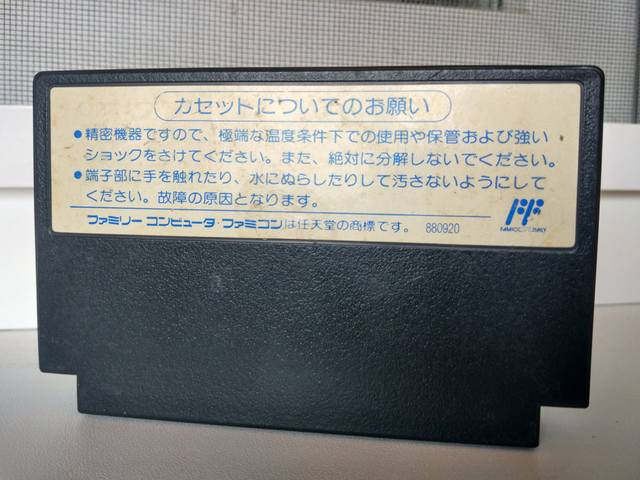 カセットについてのお願い
●精密機器ですので、極端な温度条件下での使用や保管および強い
ショックをさけてください。また、絶対に分解しないでください。
●端子部に手を触れたり、水にぬらしたりして汚さないようにして
ください。故障の原因となります。
ファミリー コンピュータ・ファミコンは任天堂の商標です。 880920
FAMICOM FAMILY